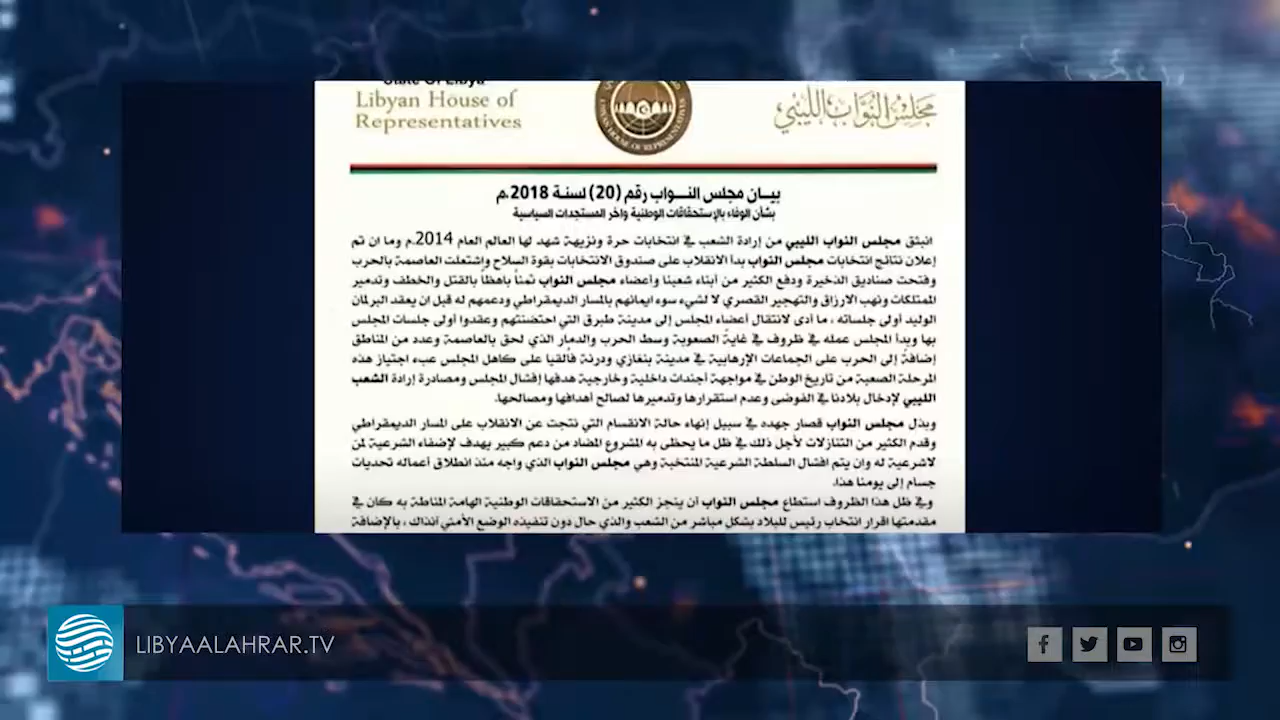 State Of Libya
Libyan House of
Representatives
LIBYAN HOUSE OF REPRESENTATIVES
مجلس النواب الليبي
بيـــان مجلس النـــواب رقم (20) لسنة 2018.م
بشأن الوفاء بالإستحقاقات الوطنية واخر المستجدات السياسية
انبثق مجلس النواب الليبي من إرادة الشعب في انتخابات حرة ونزيهة شهد لها العالم العام 2014.م وما ان تم
إعلان نتائج انتخابات مجلس النواب بدأ الانقلاب على صندوق الانتخابات بقوة السلاح وإشتعلت العاصمة بالحرب
وفتحت صناديق الذخيرة ودفع الكثير من أبناء شعبنا وأعضاء مجلس النواب ثمناً باهظاً بالقتل والخطف وتدمير
الممتلكات ونهب الارزاق والتهجير القصري لا لشيء سوء ايمانهم بالمسار الديمقراطي ودعمهم له قبل ان يعقد البرلمان
الوليد أولى جلساته ، ما أدى لانتقال أعضاء المجلس إلى مدينة طبرق التي احتضنتهم وعقدوا أولى جلسات المجلس
بها وبدأ المجلس عمله في ظروف في غاية الصعوبة وسط الحرب والدمار الذي لحق بالعاصمة وعدد من المناطق
إضافةً إلى الحرب على الجماعات الإرهابية في مدينة بنغازي ودرنة فألقيا على كاهل المجلس عبء اجتياز هذه
المرحلة الصعبة من تاريخ الوطن في مواجهة أجندات داخلية وخارجية هدفها إفشال المجلس ومصادرة إرادة الشعب
الليبي لإدخال بلادنا في الفوضى وعدم استقرارها وتدميرها لصالح أهدافها ومصالحها.
وبذل مجلس النواب قصار جهده في سبيل إنهاء حالة الانقسام التي نتجت عن الانقلاب على المسار الديمقراطي
وقدم الكثير من التنازلات لأجل ذلك في ظل ما يحظى به المشروع المضاد من دعم كبير يهدف لإضفاء الشرعية لمن
لاشرعية له وان يتم افشال السلطة الشرعية المنتخبة وهي مجلس النواب الذي واجه منذ انطلاق أعماله تحديات
جسام إلى يومنا هذا.
وفي ظل هذا الظروف استطاع مجلس النواب أن ينجز الكثير من الاستحقاقات الوطنية الهامة المناطة به كان في
مقدمتها اقرار انتخاب رئيس للبلاد بشكل مباشر من الشعب والذي حال دون تنفيذه الوضع الأمني آنذاك ، بالإضافة
LIBYAALAHRAR.TV